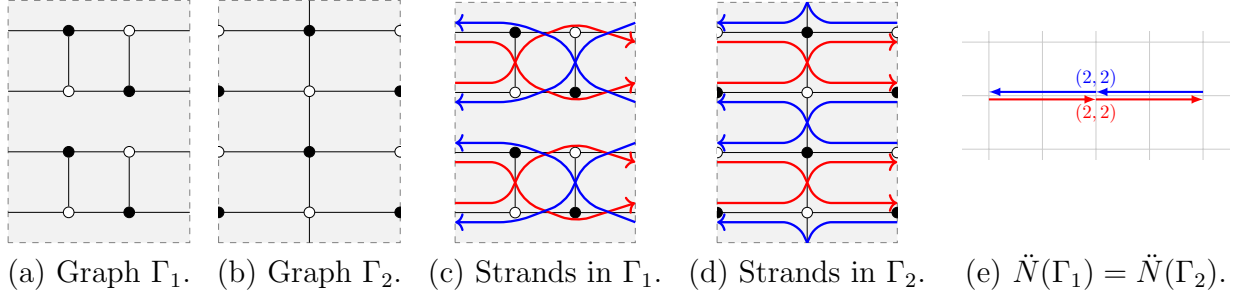 (2, 2)
(2, 2)
(a) Graph Γ₁. (b) Graph Γ₂. (c) Strands in Γ₁. (d) Strands in Γ₂. (e) N̈(Γ₁) = N̈(Γ₂).